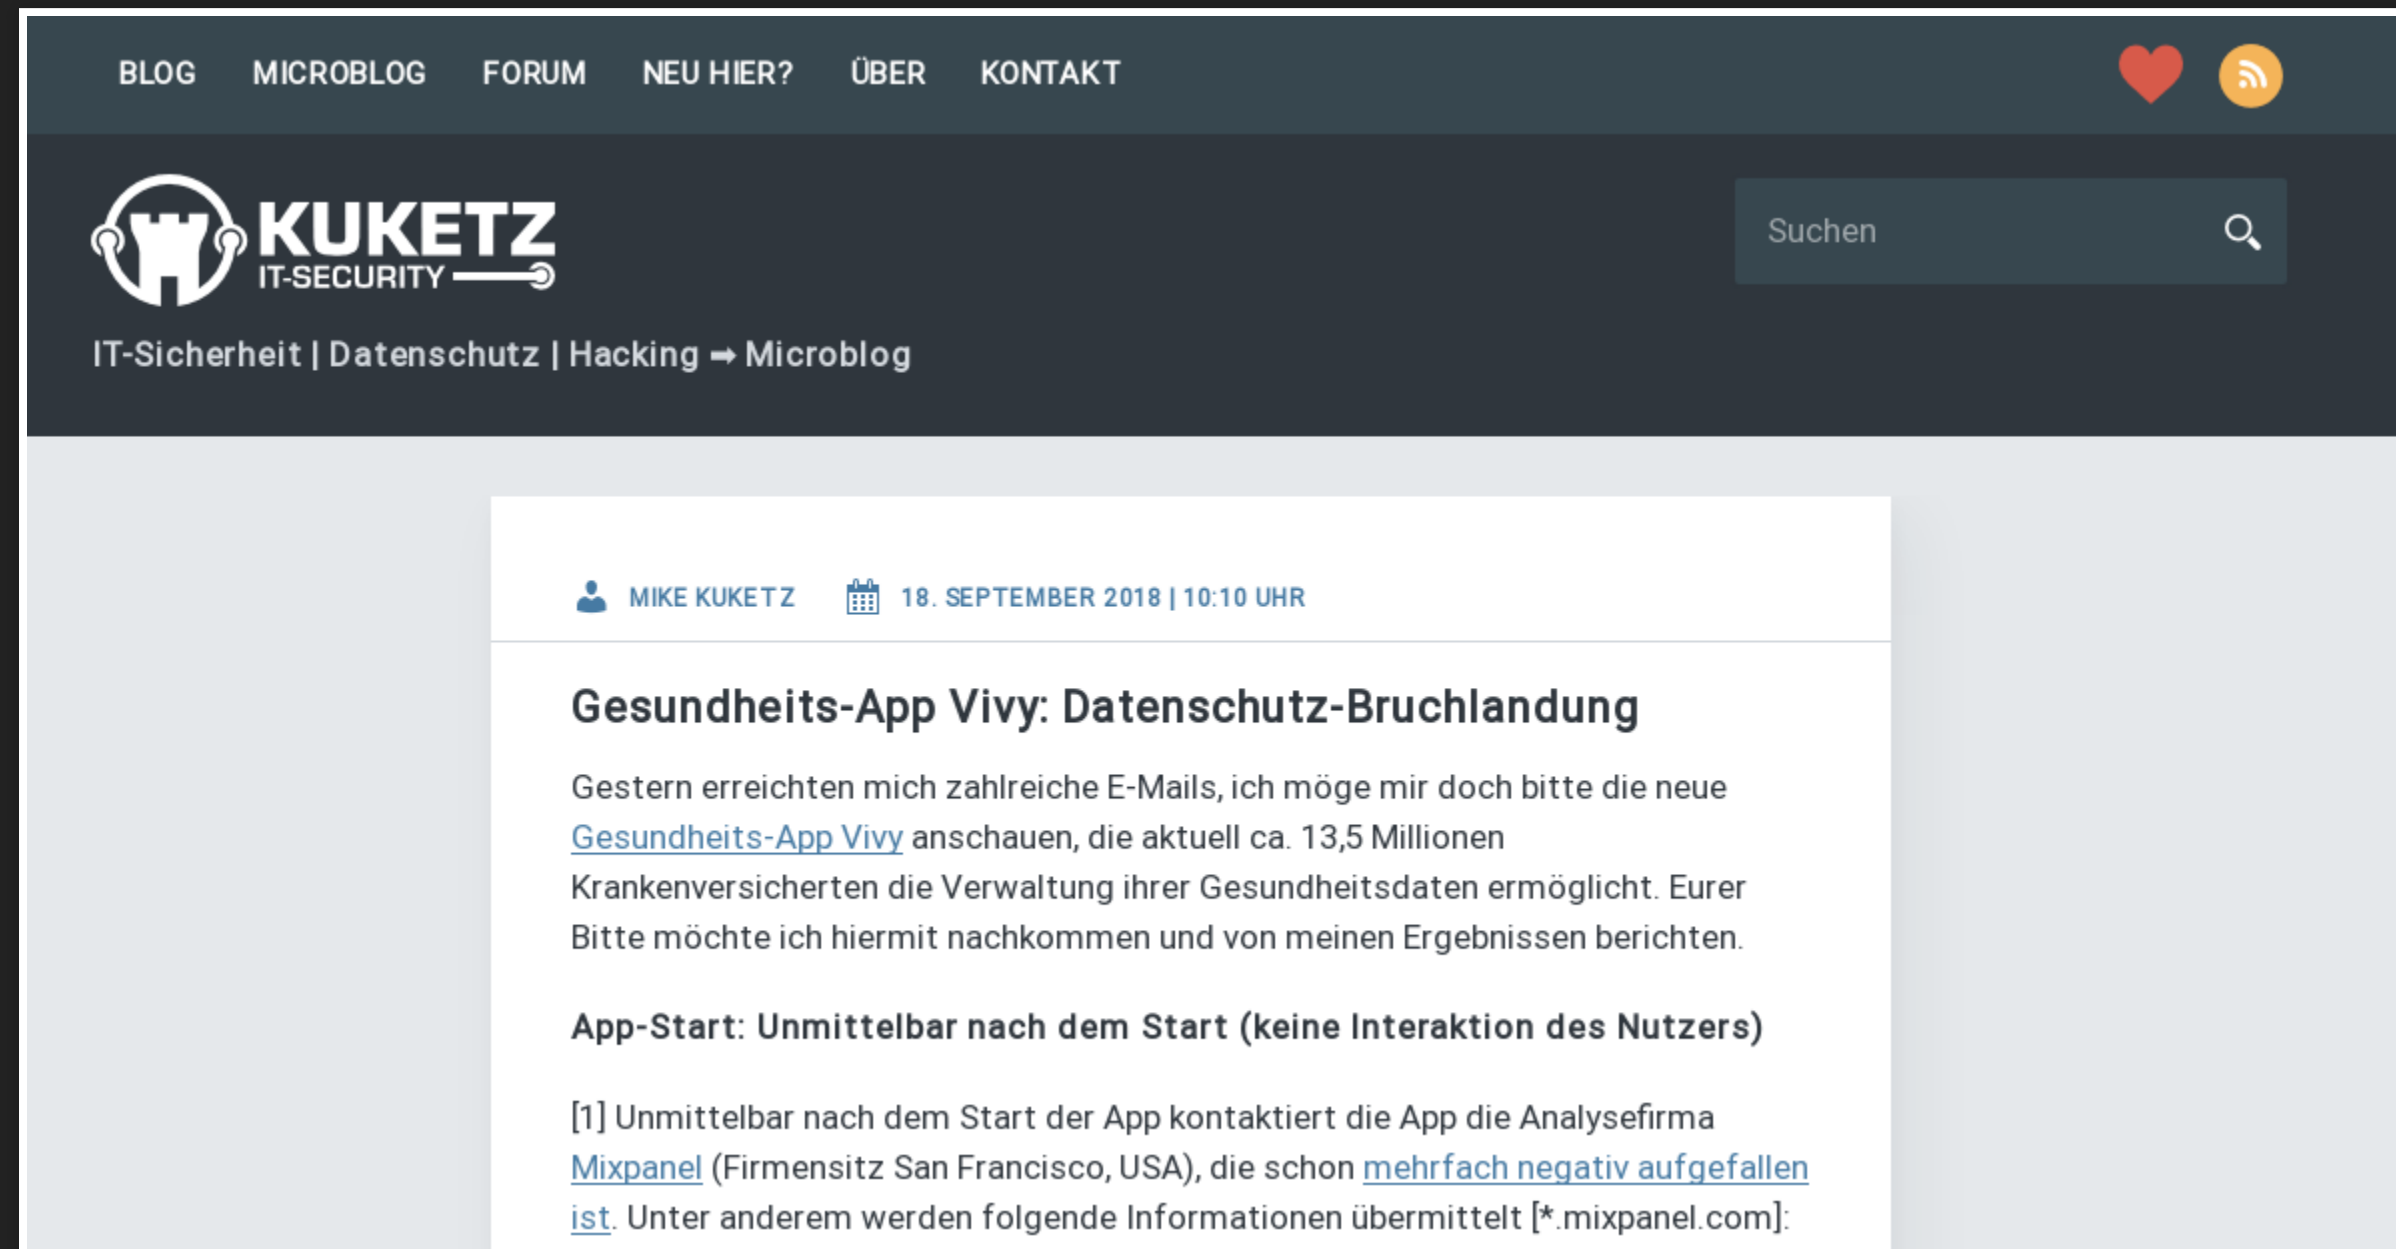 BLOG MICROBLOG FORUM NEU HIER? ÜBER KONTAKT
KUKETZ
IT-SECURITY
Suchen
IT-Sicherheit | Datenschutz | Hacking ➡ Microblog
MIKE KUKETZ 18. SEPTEMBER 2018 | 10:10 UHR
Gesundheits-App Vivy: Datenschutz-Bruchlandung
Gestern erreichten mich zahlreiche E-Mails, ich möge mir doch bitte die neue
Gesundheits-App Vivy anschauen, die aktuell ca. 13,5 Millionen
Krankenversicherten die Verwaltung ihrer Gesundheitsdaten ermöglicht. Eurer
Bitte möchte ich hiermit nachkommen und von meinen Ergebnissen berichten.
App-Start: Unmittelbar nach dem Start (keine Interaktion des Nutzers)
[1] Unmittelbar nach dem Start der App kontaktiert die App die Analysefirma
Mixpanel (Firmensitz San Francisco, USA), die schon mehrfach negativ aufgefallen
ist. Unter anderem werden folgende Informationen übermittelt [*.mixpanel.com]: